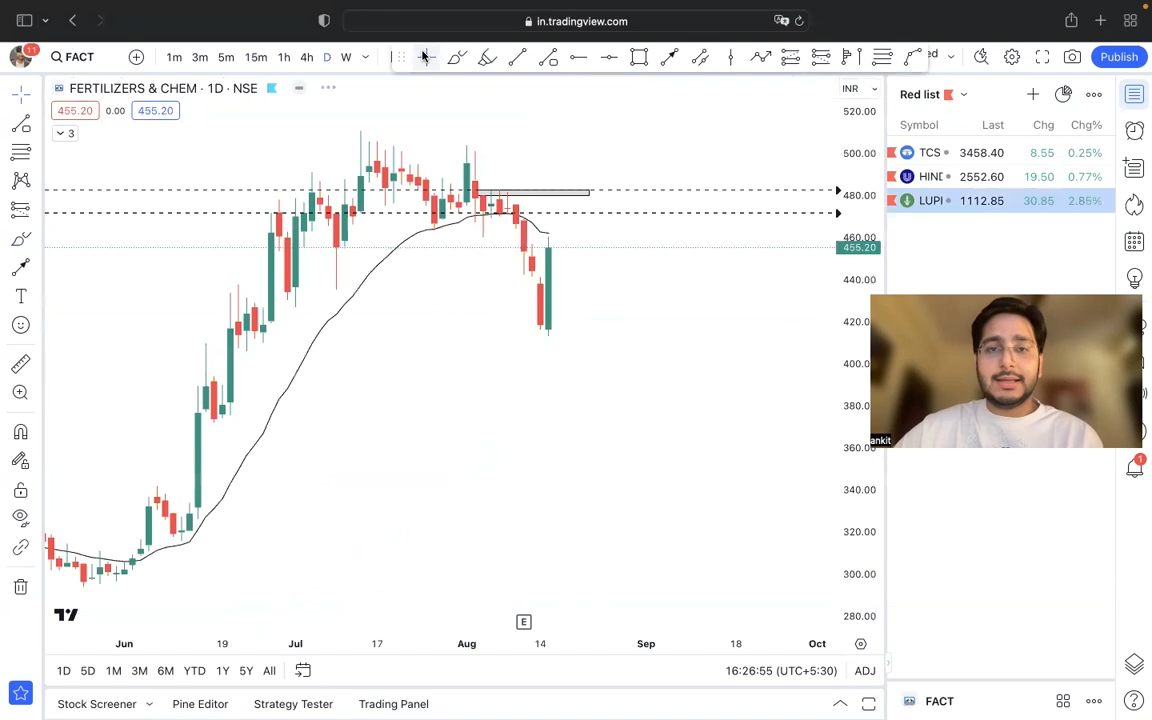 in.tradingview.com
11
FACT
1m 3m 5m 15m 1h 4h D W
ed
Publish
FERTILIZERS & CHEM · 1D · NSE
455.20 0.00 455.20
3
INR
520.00
500.00
480.00
460.00
455.20
440.00
420.00
400.00
380.00
360.00
340.00
320.00
300.00
280.00
Red list
Symbol Last Chg Chg%
TCS 3458.40 8.55 0.25%
HIND 2552.60 19.50 0.77%
LUPI 1112.85 30.85 2.85%
ankit
1
E
Jun 19 Jul 17 Aug 14 Sep 18 Oct
1D 5D 1M 3M 6M YTD 1Y 5Y All
16:26:55 (UTC+5:30) ADJ
Stock Screener Pine Editor Strategy Tester Trading Panel
FACT